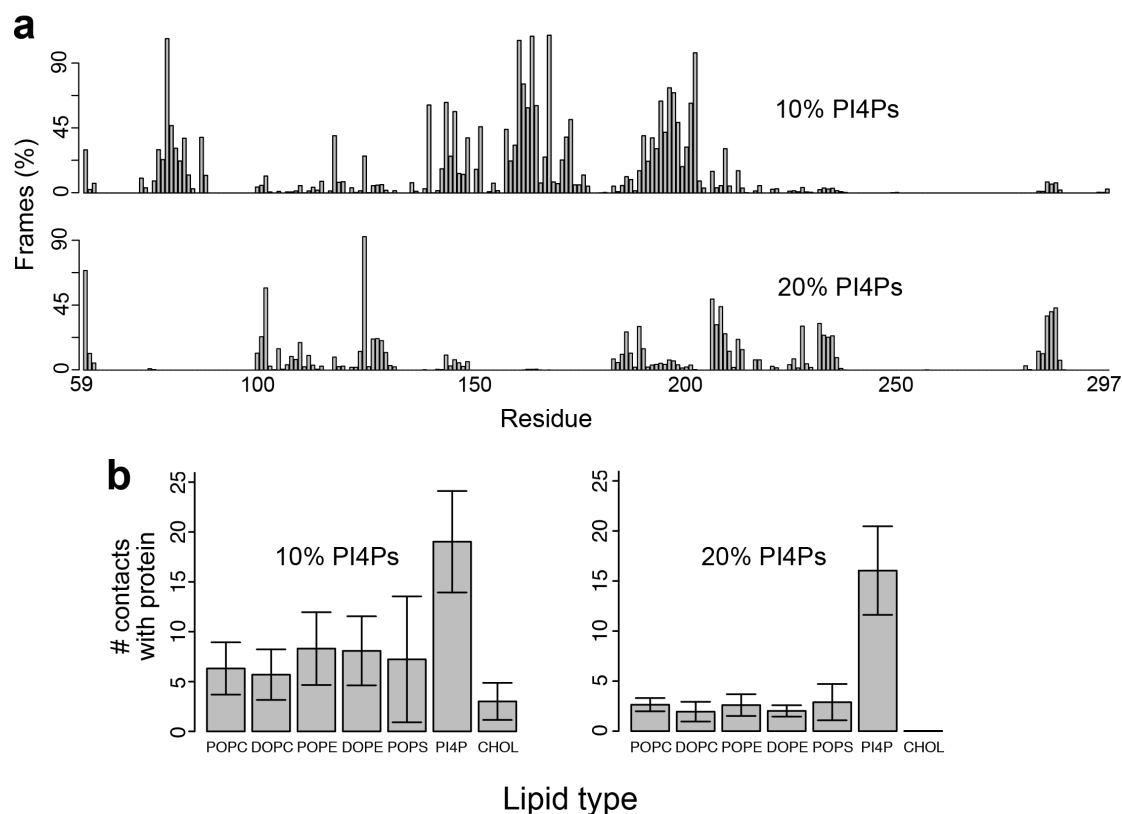 a
90
45
0
Frames (%)
10% PI4Ps
90
45
0
20% PI4Ps
59 100 150 200 250 297
Residue
b
# contacts
with protein
25
20
15
10
5
0
10% PI4Ps
POPC DOPC POPE DOPE POPS PI4P CHOL
25
20
15
10
5
0
20% PI4Ps
POPC DOPC POPE DOPE POPS PI4P CHOL
Lipid type